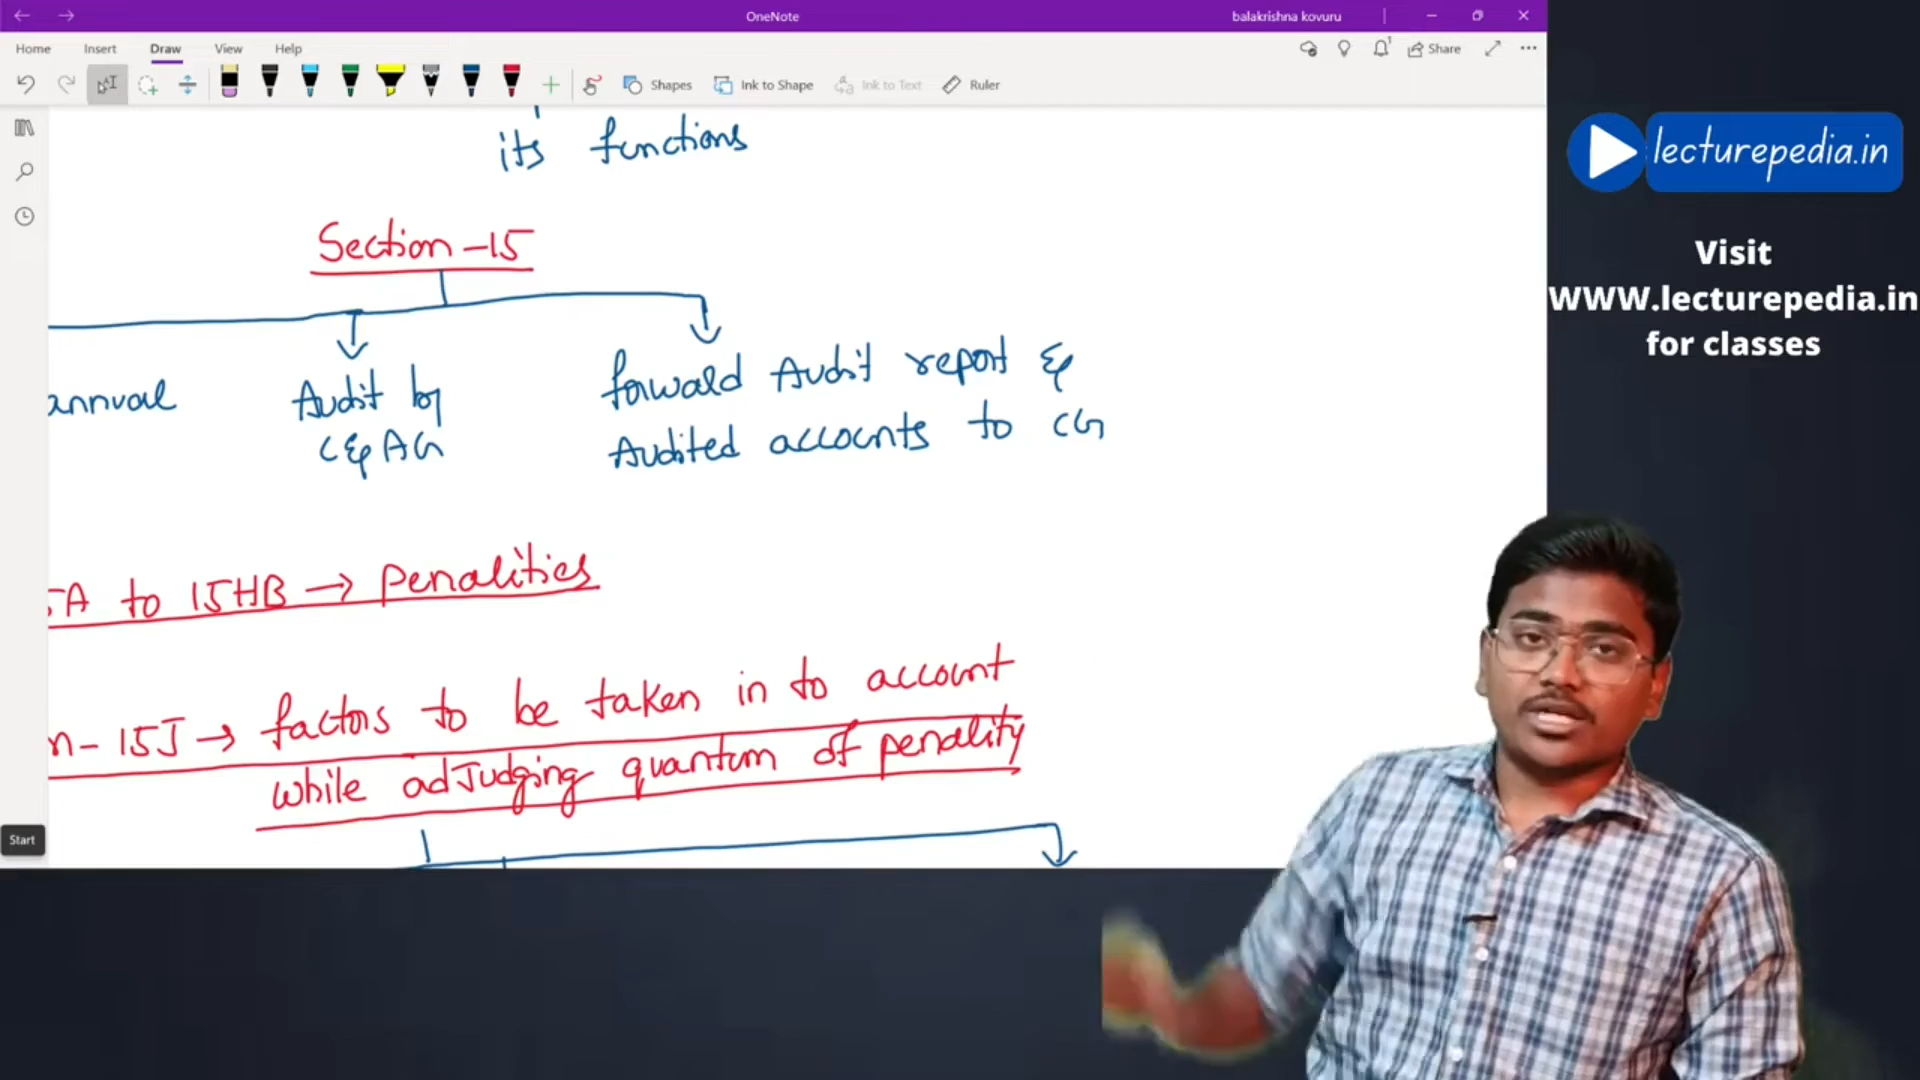 OneNote
balakrishna kovuru
Home Insert Draw View Help
1
Share
Shapes
Ink to Shape
Ink to Text
Ruler
its functions
lecturepedia.in
Visit
WWW.lecturepedia.in
for classes
Section-15
annual
Audit by
C&AG
forward Audit report &
Audited accounts to CG
5A to 15HB → penalities
n-15J → factors to be taken in to account
while adJudging quantum of penality
Start